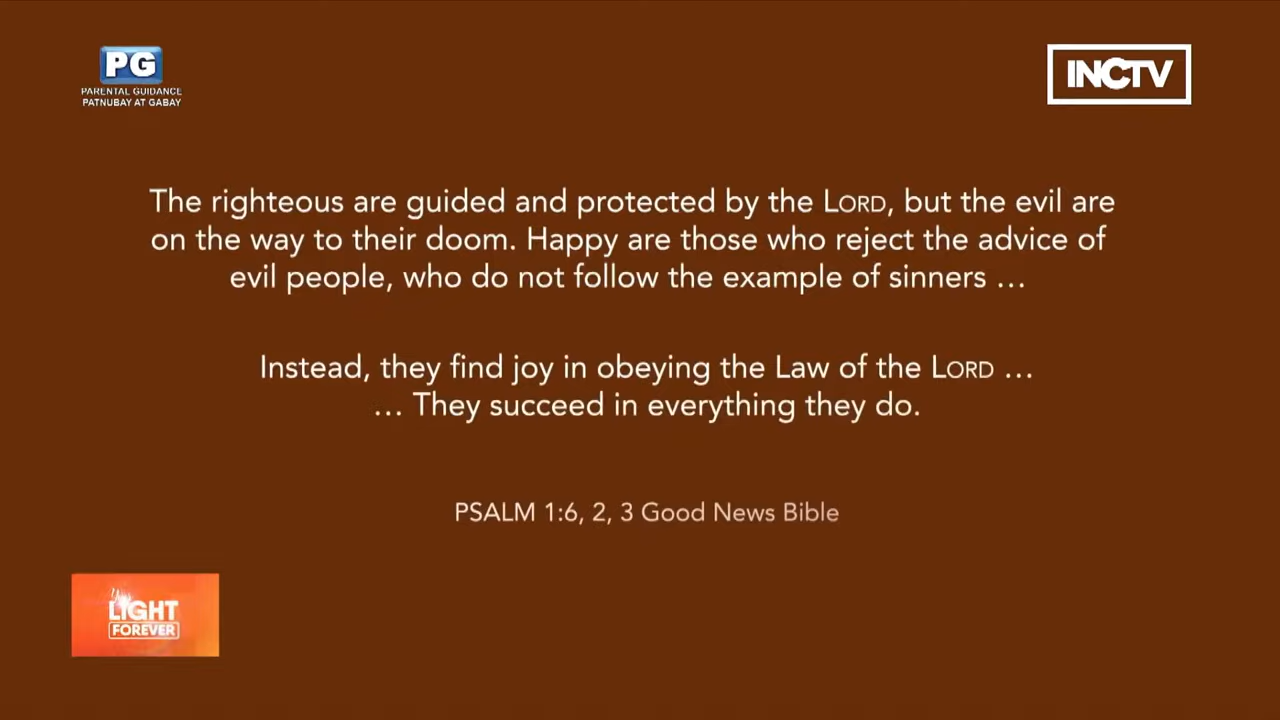 PG
PARENTAL GUIDANCE
PATNUBAY AT GABAY
INCTV
The righteous are guided and protected by the LORD, but the evil are
on the way to their doom. Happy are those who reject the advice of
evil people, who do not follow the example of sinners …
Instead, they find joy in obeying the Law of the LORD …
… They succeed in everything they do.
PSALM 1:6, 2, 3 Good News Bible
LIGHT
FOREVER